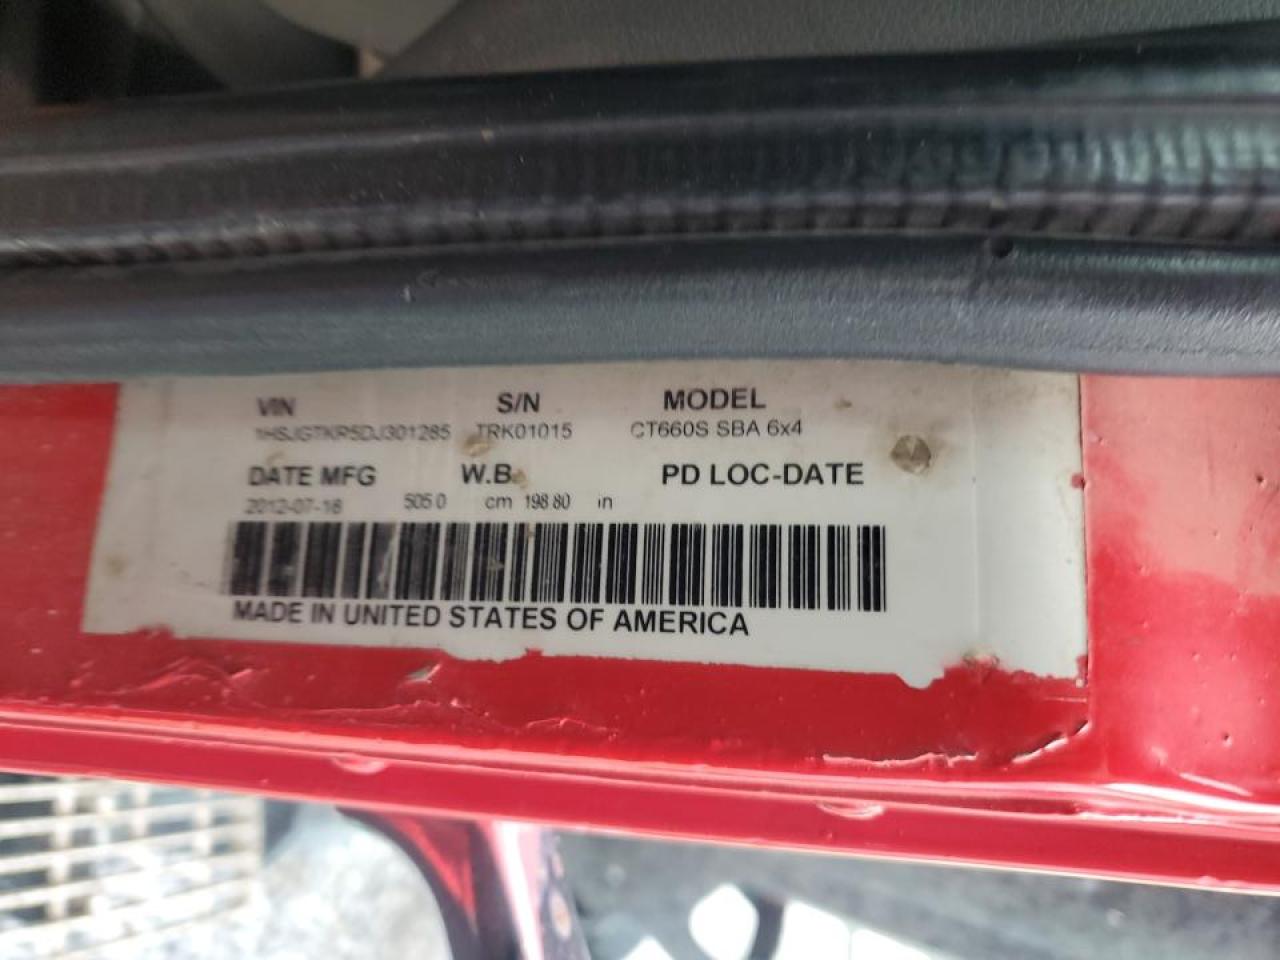 VIN S/N MODEL
1HSJGTKR5DJ301285 TRK01015 CT660S SBA 6x4
DATE MFG W.B. PD LOC-DATE
2012-07-16 505 0 cm 198 80 in
MADE IN UNITED STATES OF AMERICA